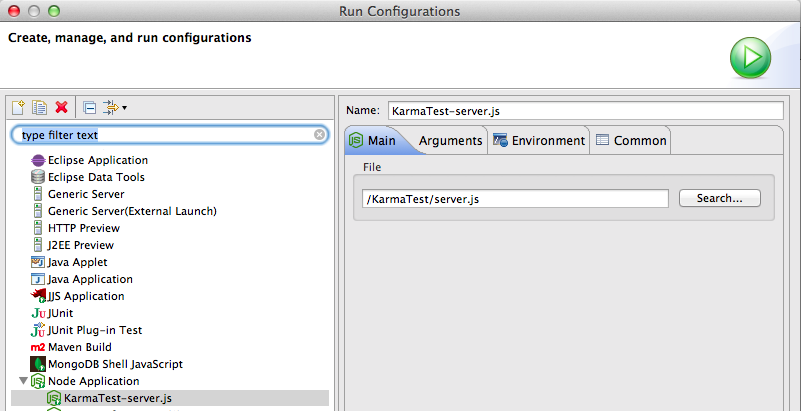 Run Configurations
Create, manage, and run configurations
type filter text
Eclipse Application
Eclipse Data Tools
Generic Server
Generic Server(External Launch)
HTTP Preview
J2EE Preview
Java Applet
Java Application
JJS Application
JU JUnit
JU JUnit Plug-in Test
m2 Maven Build
MongoDB Shell JavaScript
JS Node Application
JS KarmaTest-server.js
Name: KarmaTest-server.js
JS Main Arguments Environment Common
File
/KarmaTest/server.js Search...